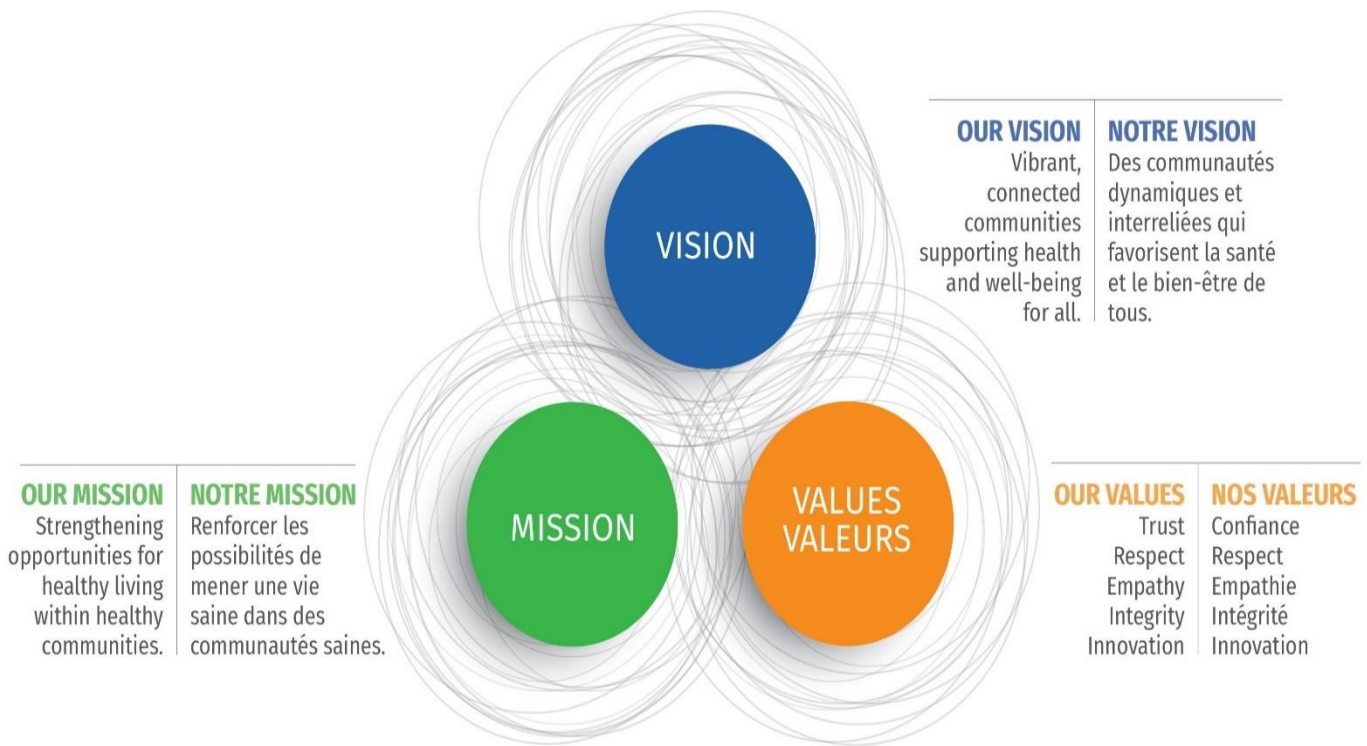 VISION
OUR VISION
Vibrant,
connected
communities
supporting health
and well-being
for all.
NOTRE VISION
Des communautés
dynamiques et
interreliées qui
favorisent la santé
et le bien-être de
tous.
OUR MISSION
Strengthening
opportunities for
healthy living
within healthy
communities.
NOTRE MISSION
Renforcer les
possibilités de
mener une vie
saine dans des
communautés saines.
MISSION
VALUES
VALEURS
OUR VALUES
Trust
Respect
Empathy
Integrity
Innovation
NOS VALEURS
Confiance
Respect
Empathie
Intégrité
Innovation